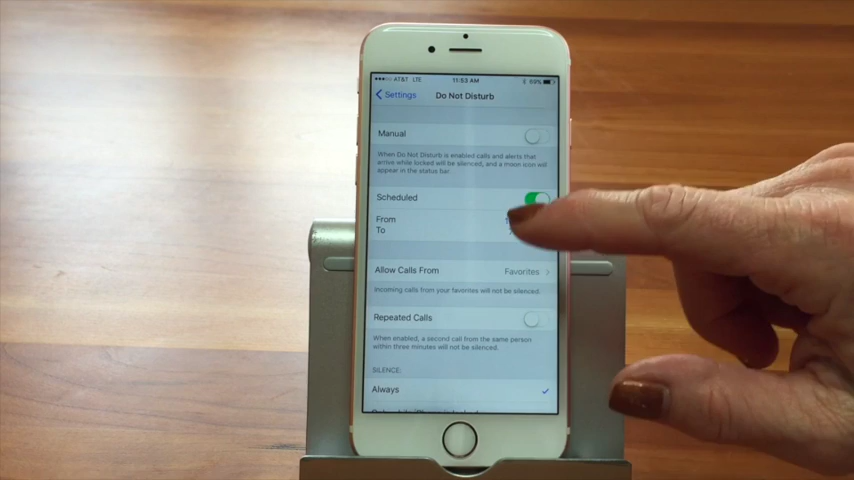 AT&T LTE 11:53 AM 69%
Settings Do Not Disturb
Manual
When Do Not Disturb is enabled calls and alerts that
arrive while locked will be silenced, and a moon icon will
appear in the status bar.
Scheduled
From
To
Allow Calls From Favorites
Incoming calls from your favorites will not be silenced.
Repeated Calls
When enabled, a second call from the same person
within three minutes will not be silenced.
SILENCE:
Always